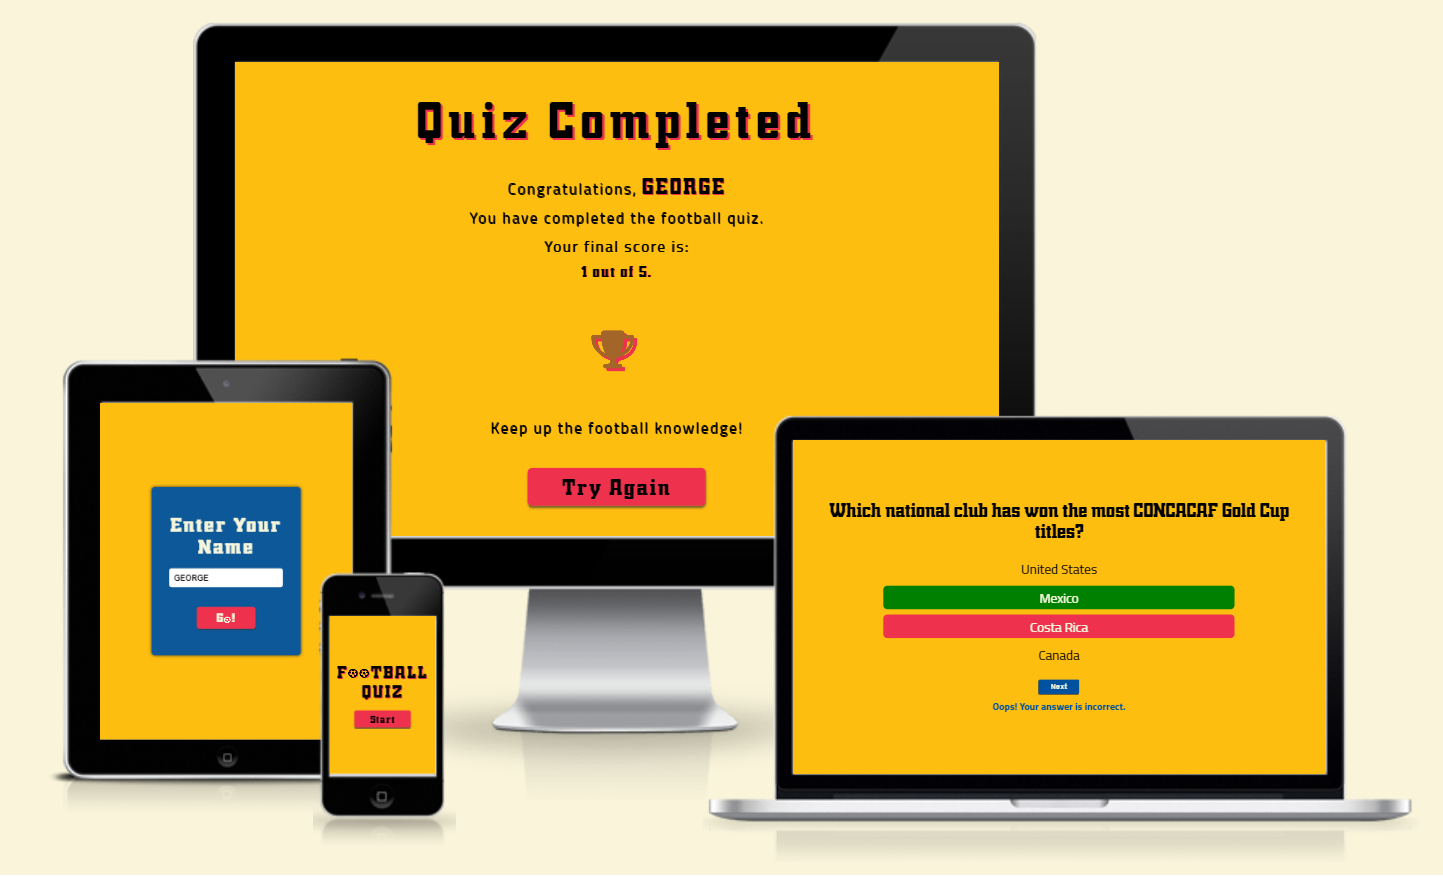 Quiz Completed
Congratulations, GEORGE
You have completed the football quiz.
Your final score is:
1 out of 5.
Keep up the football knowledge!
Try Again
Enter Your
Name
GEORGE
Go!
FOOTBALL
QUIZ
Start
Which national club has won the most CONCACAF Gold Cup
titles?
United States
Mexico
Costa Rica
Canada
Next
Oops! Your answer is incorrect.